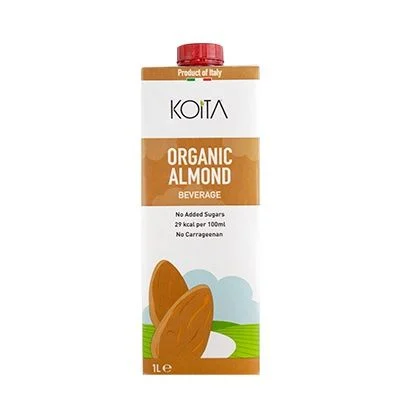 Product of Italy
KOITA
ORGANIC
ALMOND
BEVERAGE
No Added Sugars
29 kcal per 100ml
No Carrageenan
1L ℮